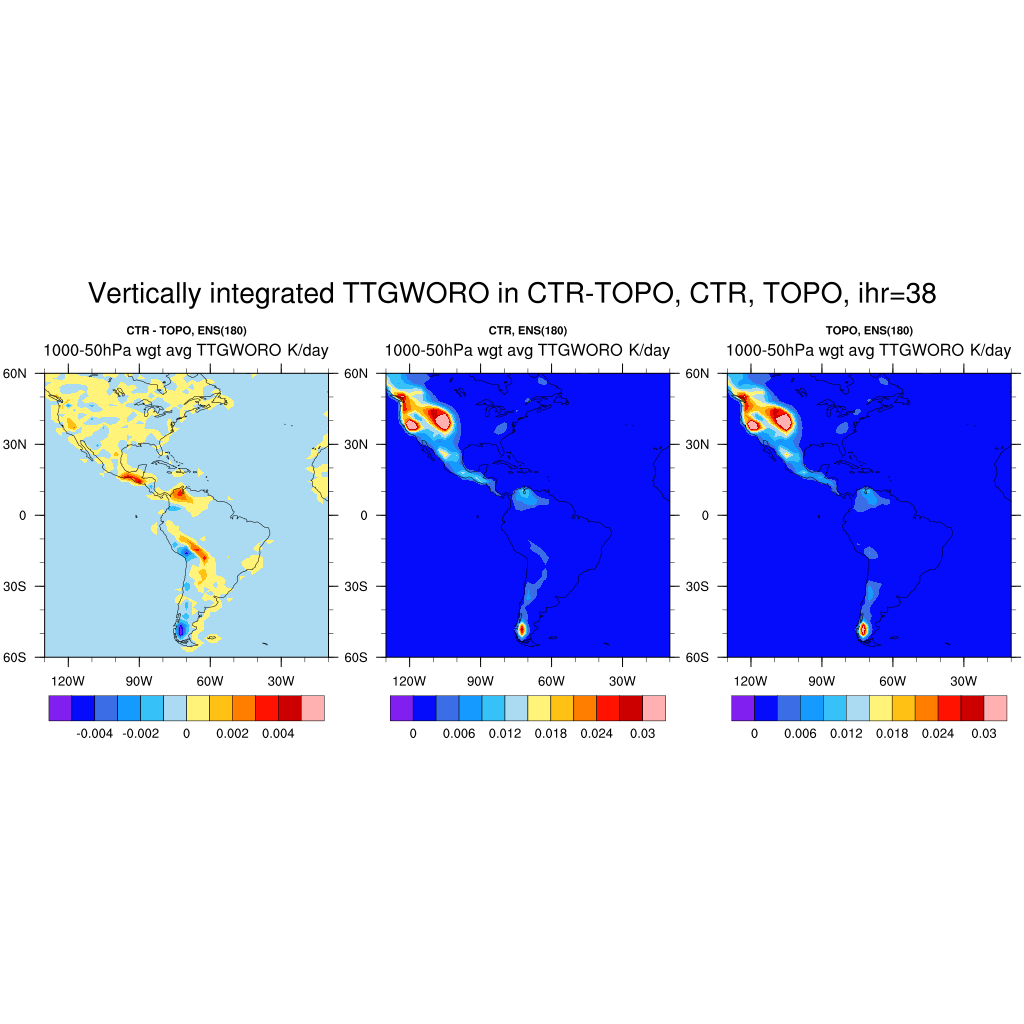 Vertically integrated TTGWORO in CTR-TOPO, CTR, TOPO, ihr=38
CTR - TOPO, ENS(180)
1000-50hPa wgt avg TTGWORO K/day
60N
30N
0
30S
60S
120W 90W 60W 30W
-0.004 -0.002 0 0.002 0.004
CTR, ENS(180)
1000-50hPa wgt avg TTGWORO K/day
60N
30N
0
30S
60S
120W 90W 60W 30W
0 0.006 0.012 0.018 0.024 0.03
TOPO, ENS(180)
1000-50hPa wgt avg TTGWORO K/day
60N
30N
0
30S
60S
120W 90W 60W 30W
0 0.006 0.012 0.018 0.024 0.03